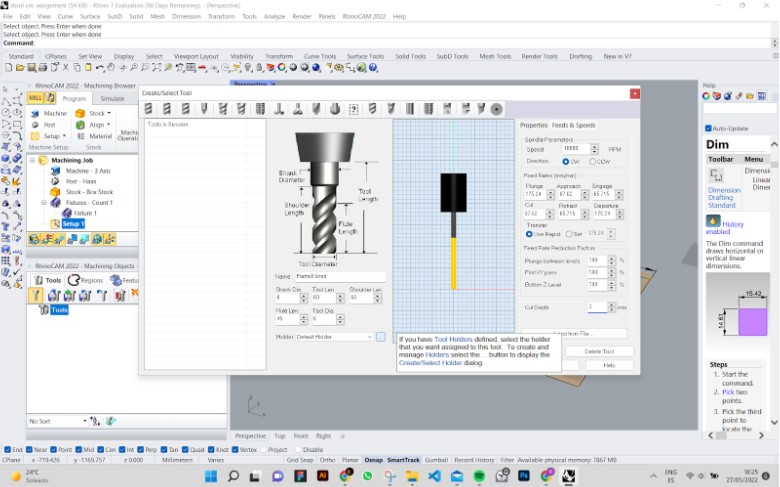 mool cnc assignment (54 KB) - Rhino 7 Evaluation (90 Days Remaining) - [Perspective]
File Edit View Curve Surface SubD Solid Mesh Dimension Transform Tools Analyze Render Panels RhinoCAM 2022 Help
Select object. Press Enter when done
Select object. Press Enter when done
Command:
Standard CPlanes Set View Display Select Viewport Layout Visibility Transform Curve Tools Surface Tools Solid Tools SubD Tools Mesh Tools Render Tools Drafting New in V7
RhinoCAM 2022 - Machining Browser
MILL Program Simulate
Machine Stock
Post Align
Setup Material
Machine Setup Stock
Machining Job
Machine - 3 Axis
Post - Haas
Stock - Box Stock
Fixtures - Count 1
Fixture 1
Setup 1
RhinoCAM 2022 - Machining Objects
Tools Regions
Tools
No Sort
Create/Select Tool
Tools in Session
Shank Diameter
Shoulder Length
Tool Length
Flute Length
Tool Diameter
Name
Shank Dia. Tool Len. Shoulder Len.
Flute Len. Tool Dia.
Holder Default Holder
Properties Feeds & Speeds
Spindle Parameters
Speed 18000 RPM
Direction CW CCW
Feed Rates (mm/min)
Plunge Approach Engage
175.24 87.62 65.715
Cut Retract Departure
87.62 65.715 175.24
Transfer
Use Rapid Set 175.24
Feed Rate Reduction Factors
Plunge between levels 100 %
First XY pass 100 %
Bottom Z Level 100 %
Cut Depth 3 mm
Load from File...
Delete Tool
Help
If you have Tool Holders defined, select the holder
that you want assigned to this tool. To create and
manage Holders select the ... button to display the
Create/Select Holder dialog.
Help
Auto-Update
Dim
Toolbar Menu
Dimension
Drafting
Standard
Linear
History
enabled
The Dim command
draws horizontal or
vertical linear
dimensions.
15.42
14.61
Steps
1. Start the
command.
2. Pick two
points.
3. Pick the third
point to
locate the
Perspective Top Front Right
End Near Point Mid Cen Int Perp Tan Quad Knot Vertex Project Disable
CPlane x -719.426 y -1169.757 z 0.000 Millimeters Varies Grid Snap Ortho Planar Osnap SmartTrack Gumball Record History Filter Available physical memory: 7867 MB
24°C
Soleado
ENG
ES
18:25
27/05/2022